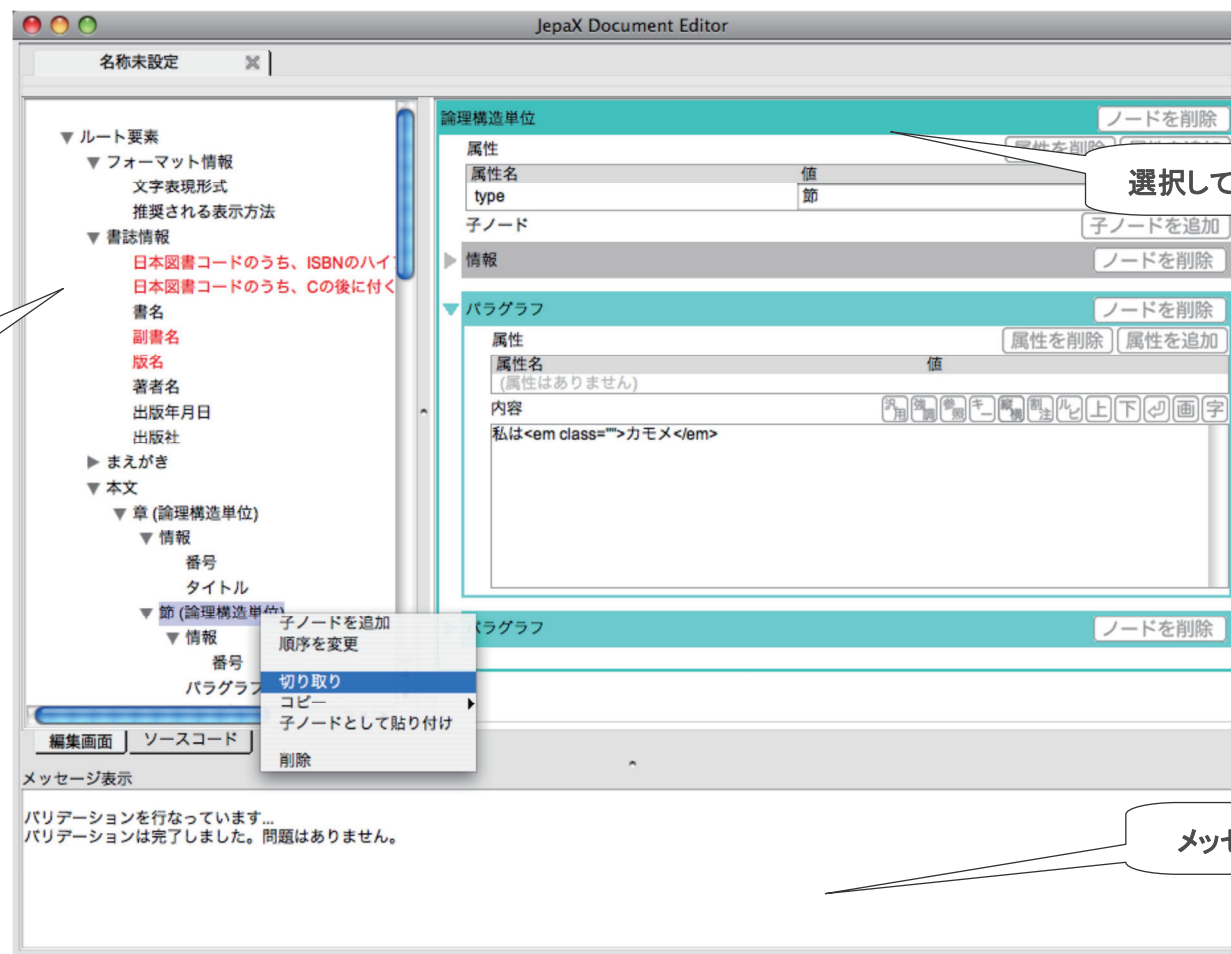 JepaX Document Editor
名称未設定
ルート要素
フォーマット情報
文字表現形式
推奨される表示方法
書誌情報
日本図書コードのうち、ISBNのハイ
日本図書コードのうち、Cの後に付く
書名
副書名
版名
著者名
出版年月日
出版社
まえがき
本文
章 (論理構造単位)
情報
番号
タイトル
節 (論理構造単位)
情報
番号
パラグラフ
子ノードを追加
順序を変更
切り取り
コピー
子ノードとして貼り付け
削除
論理構造単位 ノードを削除
属性 属性を削除
属性名 値
type 節
選択して
子ノード 子ノードを追加
情報 ノードを削除
パラグラフ ノードを削除
属性 属性を削除 属性を追加
属性名 値
(属性はありません)
内容 汎用 強調 参照 キー 縦横 割注 ルビ 上 下 画 字
私は<em class="">カモメ</em>
パラグラフ ノードを削除
編集画面 ソースコード
メッセージ表示
バリデーションを行なっています...
バリデーションは完了しました。問題はありません。
メッセ